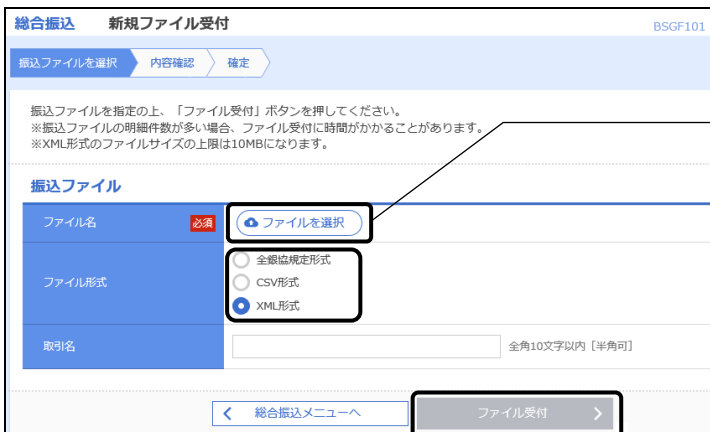 総合振込 新規ファイル受付 BSGF101
振込ファイルを選択 内容確認 確定
振込ファイルを指定の上、「ファイル受付」ボタンを押してください。
※振込ファイルの明細件数が多い場合、ファイル受付に時間がかかることがあります。
※XML形式のファイルサイズの上限は10MBになります。
振込ファイル
ファイル名 必須 ファイルを選択
ファイル形式
全銀協規定形式
CSV形式
XML形式
取引名 全角10文字以内［半角可］
総合振込メニューへ ファイル受付